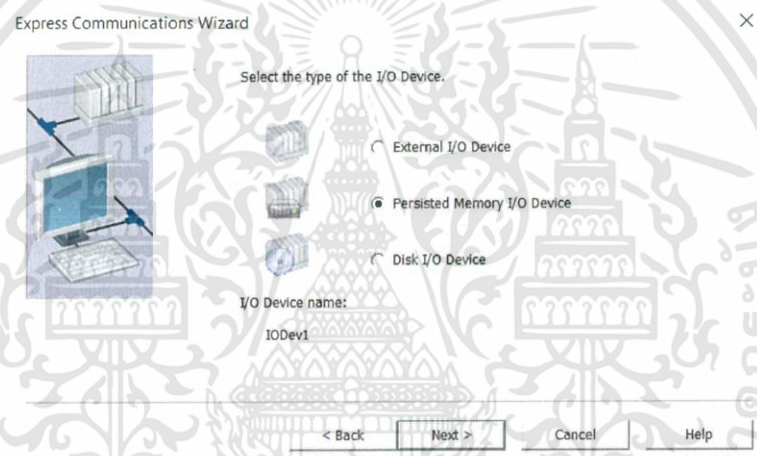 Express Communications Wizard
Select the type of the I/O Device.
External I/O Device
Persisted Memory I/O Device
Disk I/O Device
I/O Device name:
IODev1
< Back
Next >
Cancel
Help